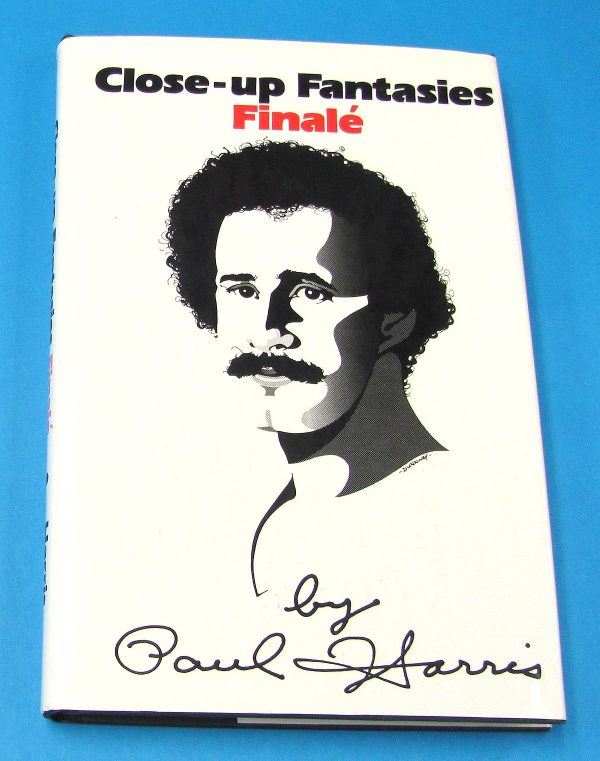 Close-up Fantasies
Finalé
by
Paul Harris